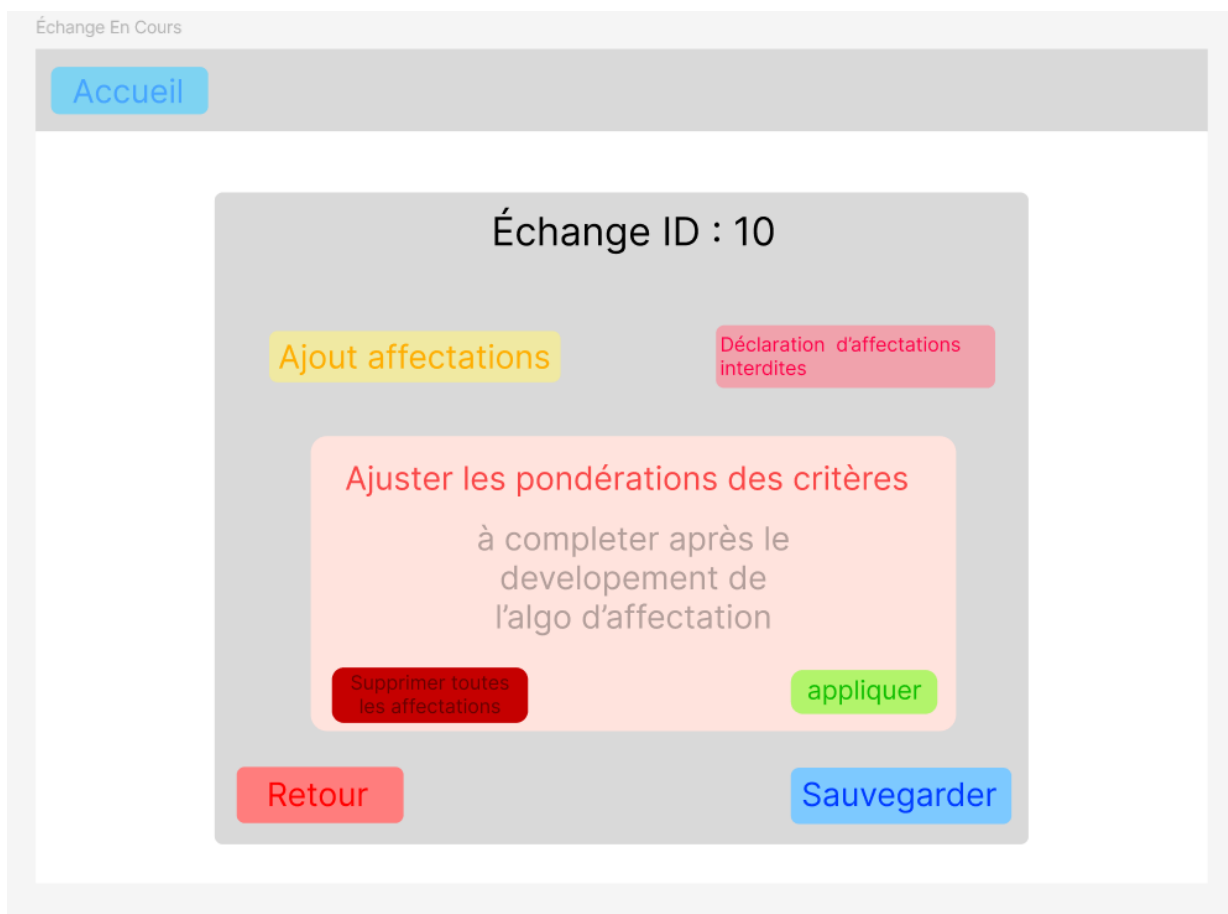 Échange En Cours
Accueil
Échange ID : 10
Ajout affectations
Déclaration d'affectations
interdites
Ajuster les pondérations des critères
à completer après le
developement de
l'algo d'affectation
Supprimer toutes
les affectations
appliquer
Retour
Sauvegarder